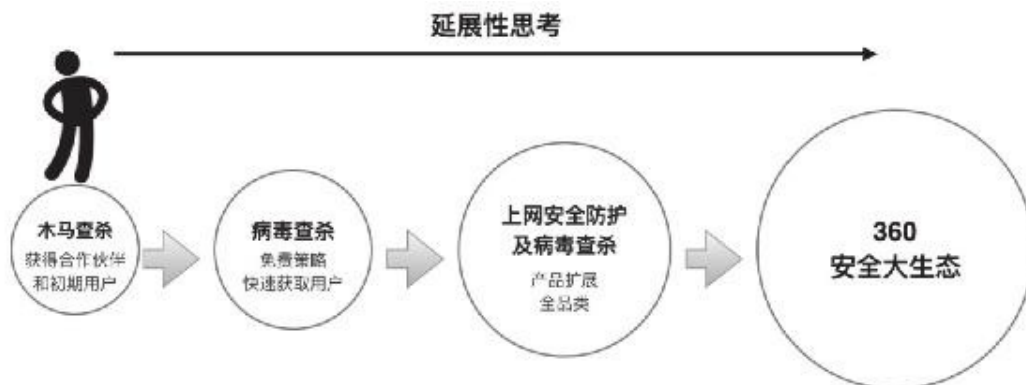 延展性思考
木马查杀
获得合作伙伴
和初期用户
病毒查杀
免费策略
快速获取用户
上网安全防护
及病毒查杀
产品扩展
全品类
360
安全大生态